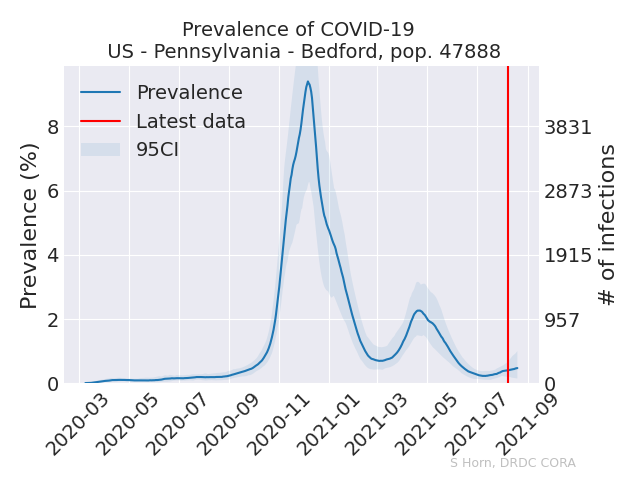 Prevalence of COVID-19
US - Pennsylvania - Bedford, pop. 47888
Prevalence
Latest data
95CI
Prevalence (%)
8
6
4
2
0
3831
2873
1915
957
0
# of infections
2020-03
2020-05
2020-07
2020-09
2020-11
2021-01
2021-03
2021-05
2021-07
2021-09
S Horn, DRDC CORA